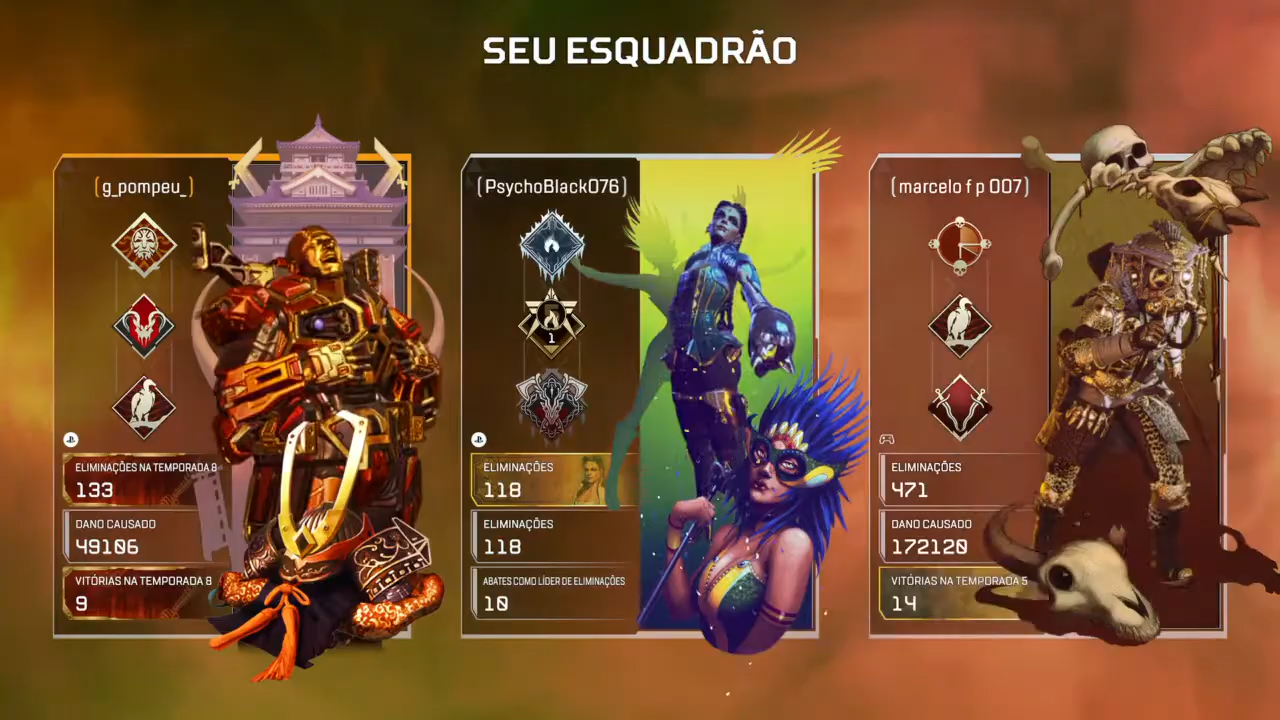 SEU ESQUADRÃO
g_pompeu_
ELIMINAÇÕES NA TEMPORADA 8
133
DANO CAUSADO
49106
VITÓRIAS NA TEMPORADA 8
9
PsychoBlack076
1
ELIMINAÇÕES
118
ELIMINAÇÕES
118
ABATES COMO LÍDER DE ELIMINAÇÕES
10
marcelo f p 007
ELIMINAÇÕES
471
DANO CAUSADO
172120
VITÓRIAS NA TEMPORADA 5
14